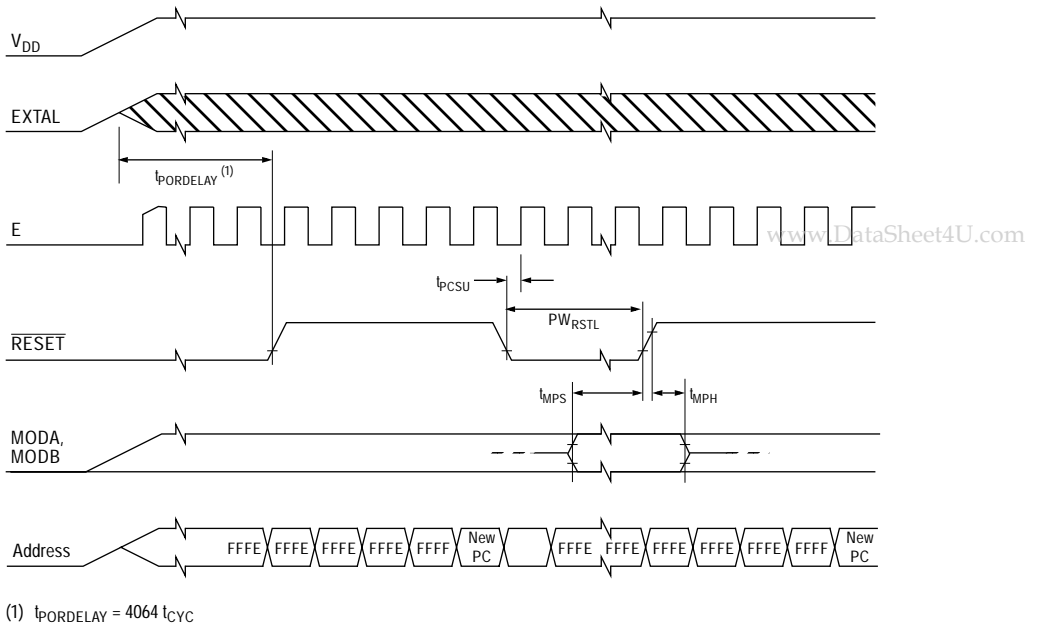 VDD
EXTAL
tPORDELAY (1)
E
www.DataSheet4U.com
tPCSU
PWRSTL
RESET
tMPS
tMPH
MODA,
MODB
Address
FFFE FFFE FFFE FFFE FFFF New PC FFFE FFFE FFFE FFFE FFFE FFFF New PC
(1) tPORDELAY = 4064 tCYC